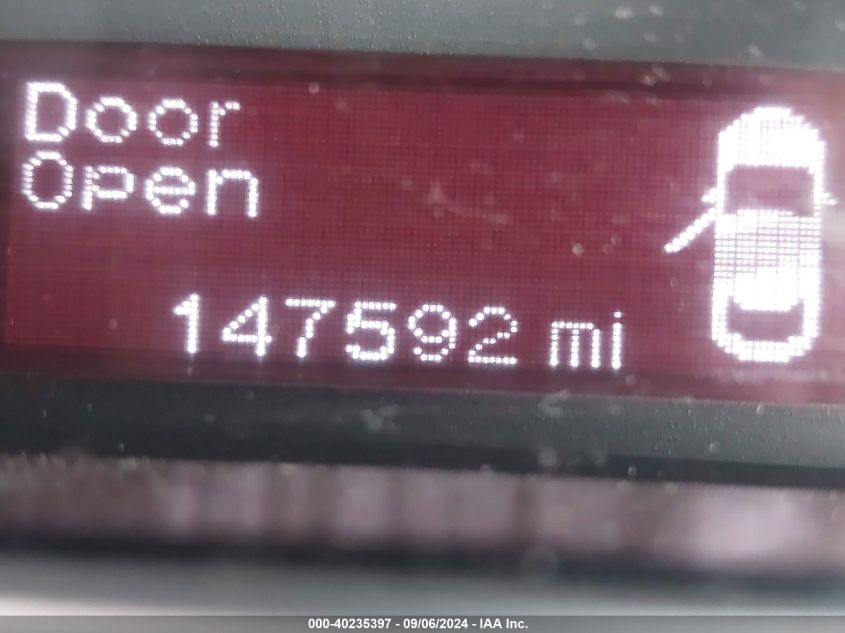 Door
Open
147592 mi
000-40235397 - 09/06/2024 - IAA Inc.